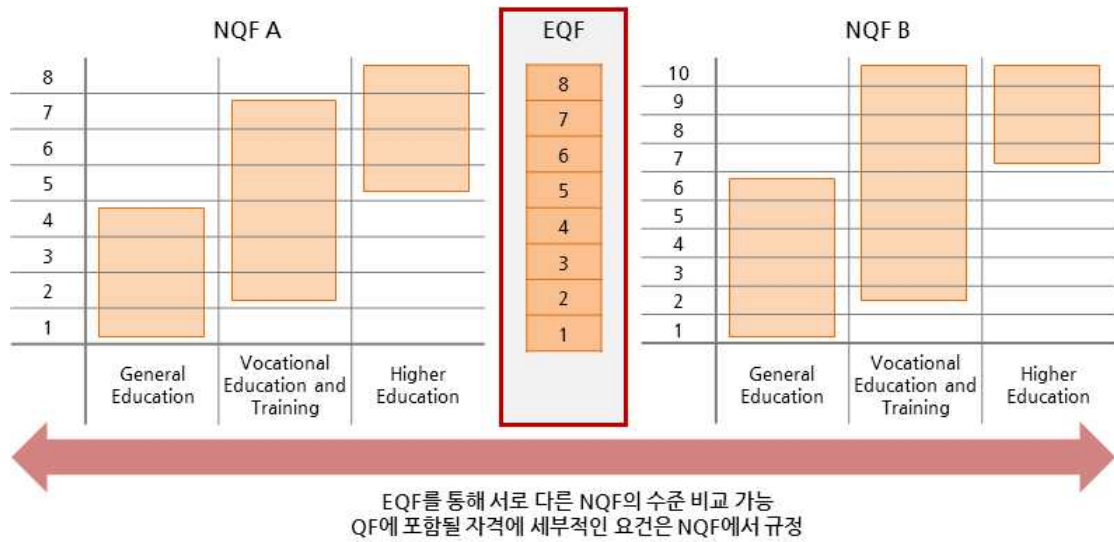 NQF A
8
7
6
5
4
3
2
1
General
Education
Vocational
Education and
Training
Higher
Education
EQF
8
7
6
5
4
3
2
1
NQF B
10
9
8
7
6
5
4
3
2
1
General
Education
Vocational
Education and
Training
Higher
Education
EQF를 통해 서로 다른 NQF의 수준 비교 가능
QF에 포함될 자격에 세부적인 요건은 NQF에서 규정